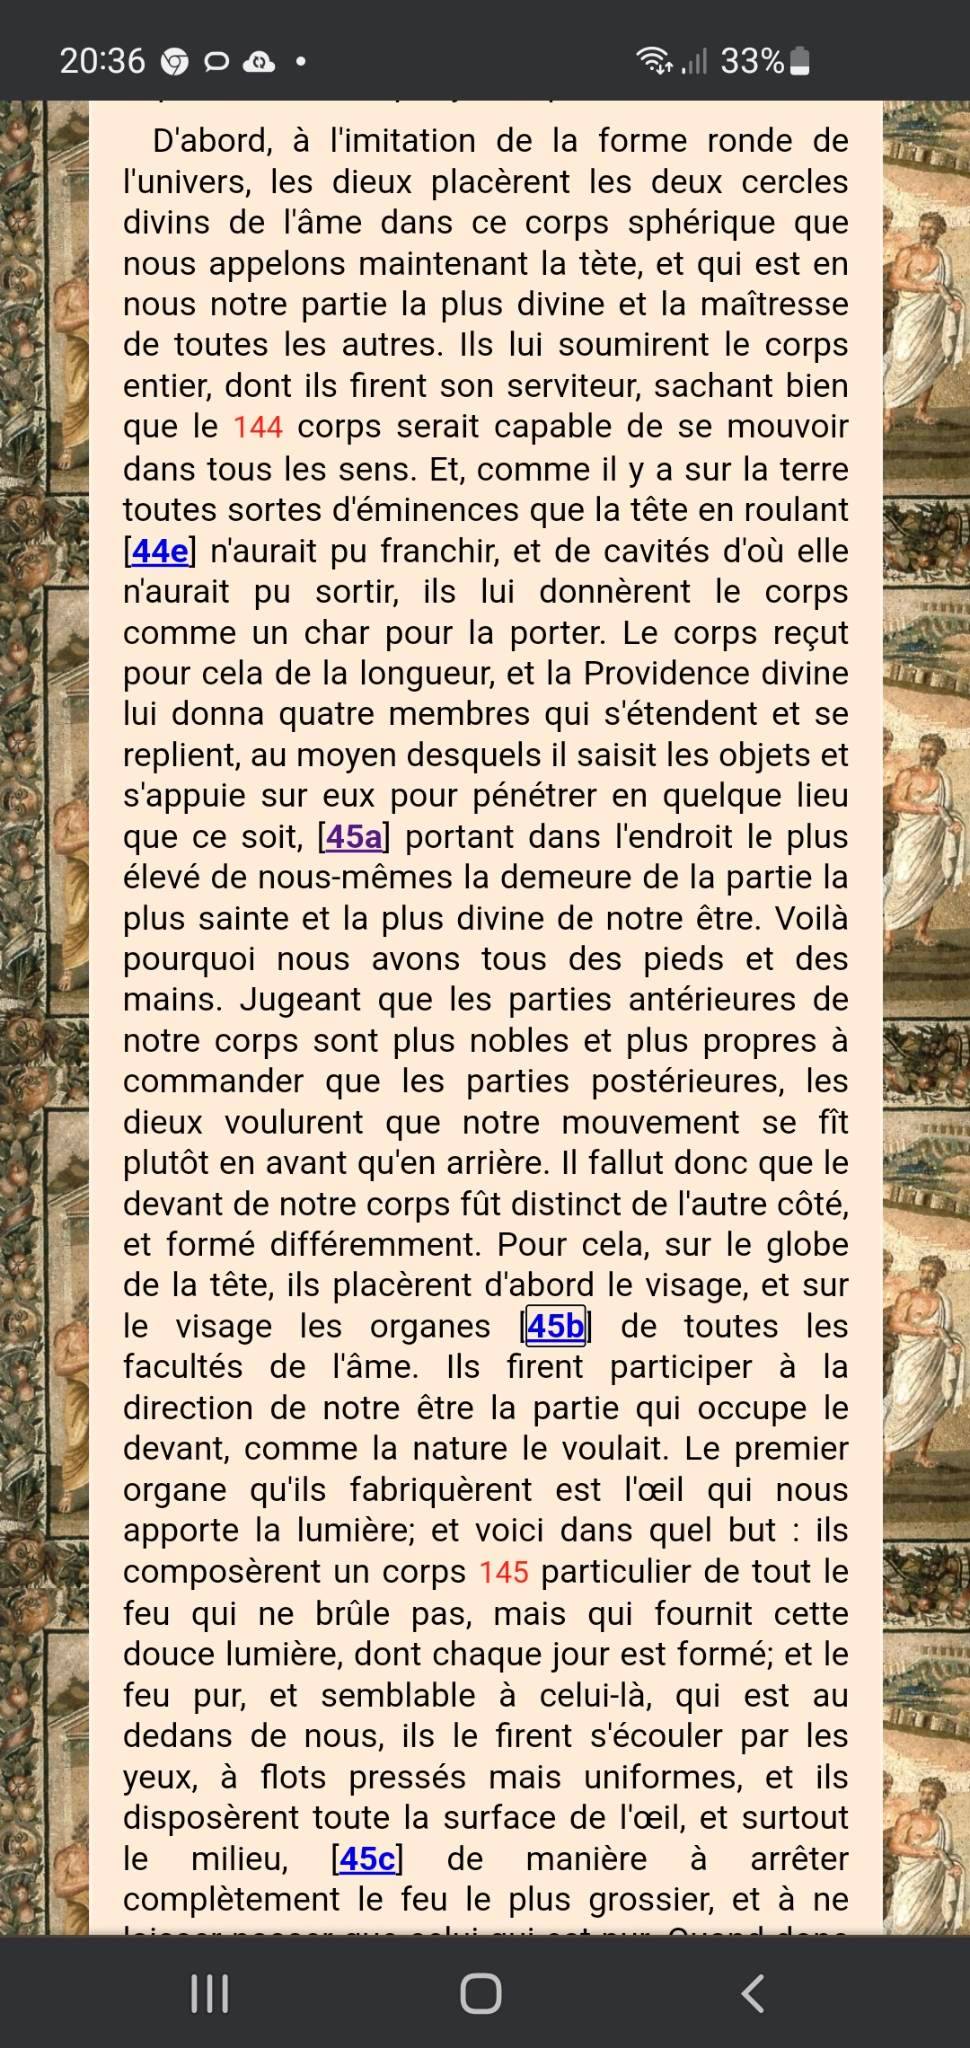 20:36
33%
D'abord, à l'imitation de la forme ronde de
l'univers, les dieux placèrent les deux cercles
divins de l'âme dans ce corps sphérique que
nous appelons maintenant la tète, et qui est en
nous notre partie la plus divine et la maîtresse
de toutes les autres. Ils lui soumirent le corps
entier, dont ils firent son serviteur, sachant bien
que le 144 corps serait capable de se mouvoir
dans tous les sens. Et, comme il y a sur la terre
toutes sortes d'éminences que la tête en roulant
[44e] n'aurait pu franchir, et de cavités d'où elle
n'aurait pu sortir, ils lui donnèrent le corps
comme un char pour la porter. Le corps reçut
pour cela de la longueur, et la Providence divine
lui donna quatre membres qui s'étendent et se
replient, au moyen desquels il saisit les objets et
s'appuie sur eux pour pénétrer en quelque lieu
que ce soit, [45a] portant dans l'endroit le plus
élevé de nous-mêmes la demeure de la partie la
plus sainte et la plus divine de notre être. Voilà
pourquoi nous avons tous des pieds et des
mains. Jugeant que les parties antérieures de
notre corps sont plus nobles et plus propres à
commander que les parties postérieures, les
dieux voulurent que notre mouvement se fît
plutôt en avant qu'en arrière. Il fallut donc que le
devant de notre corps fût distinct de l'autre côté,
et formé différemment. Pour cela, sur le globe
de la tête, ils placèrent d'abord le visage, et sur
le visage les organes [45b] de toutes les
facultés de l'âme. Ils firent participer à la
direction de notre être la partie qui occupe le
devant, comme la nature le voulait. Le premier
organe qu'ils fabriquèrent est l'œil qui nous
apporte la lumière; et voici dans quel but : ils
composèrent un corps 145 particulier de tout le
feu qui ne brûle pas, mais qui fournit cette
douce lumière, dont chaque jour est formé; et le
feu pur, et semblable à celui-là, qui est au
dedans de nous, ils le firent s'écouler par les
yeux, à flots pressés mais uniformes, et ils
disposèrent toute la surface de l'œil, et surtout
le milieu, [45c] de manière à arrêter
complètement le feu le plus grossier, et à ne
laisser passer que celui qui est pur. Quand donc